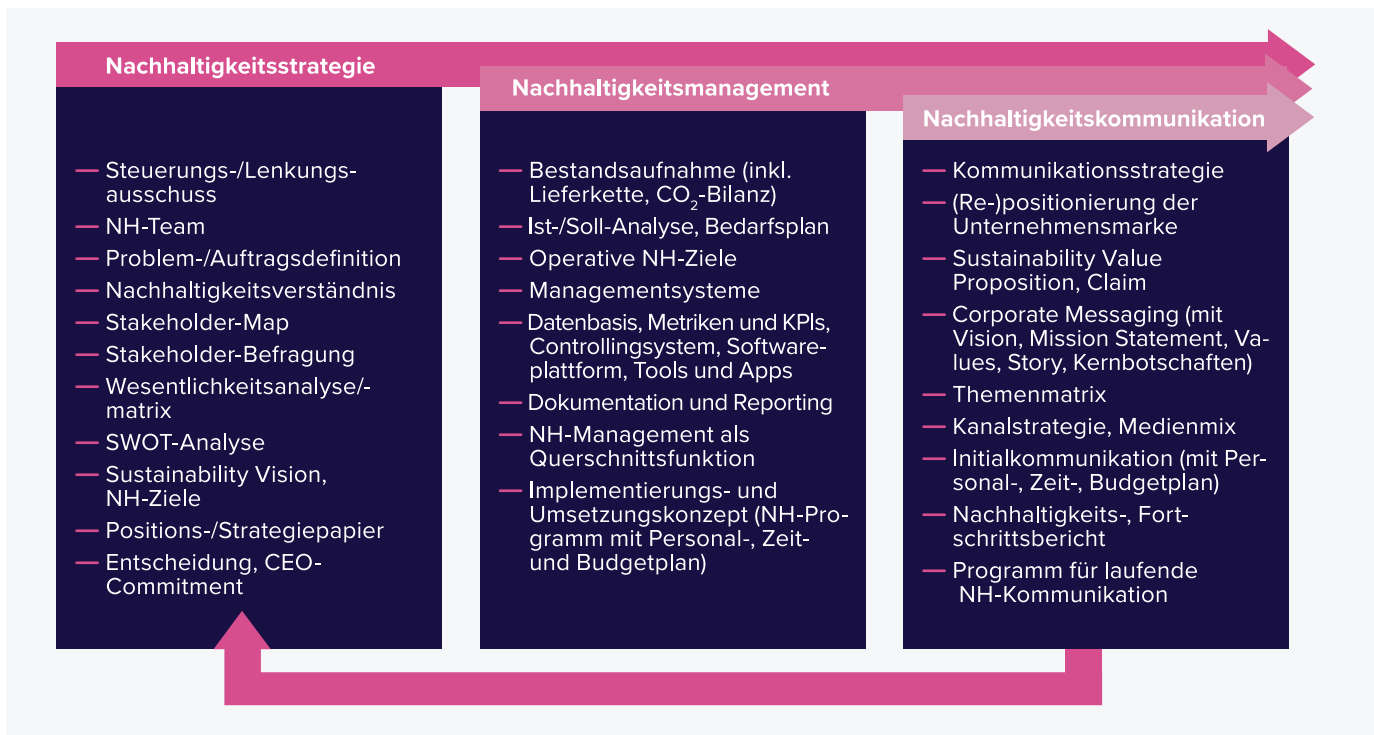 Nachhaltigkeitsstrategie
— Steuerungs-/Lenkungs-
ausschuss
— NH-Team
— Problem-/Auftragsdefinition
— Nachhaltigkeitsverständnis
— Stakeholder-Map
— Stakeholder-Befragung
— Wesentlichkeitsanalyse/-
matrix
— SWOT-Analyse
— Sustainability Vision,
NH-Ziele
— Positions-/Strategiepapier
— Entscheidung, CEO-
Commitment
Nachhaltigkeitsmanagement
— Bestandsaufnahme (inkl.
Lieferkette, CO₂-Bilanz)
— Ist-/Soll-Analyse, Bedarfsplan
— Operative NH-Ziele
— Managementsysteme
— Datenbasis, Metriken und KPIs,
Controllingsystem, Software-
plattform, Tools und Apps
— Dokumentation und Reporting
— NH-Management als
Querschnittsfunktion
— Implementierungs- und
Umsetzungskonzept (NH-Pro-
gramm mit Personal-, Zeit-
und Budgetplan)
Nachhaltigkeitskommunikation
— Kommunikationsstrategie
— (Re-)positionierung der
Unternehmensmarke
— Sustainability Value
Proposition, Claim
— Corporate Messaging (mit
Vision, Mission Statement, Va-
lues, Story, Kernbotschaften)
— Themenmatrix
— Kanalstrategie, Medienmix
— Initialkommunikation (mit Per-
sonal-, Zeit-, Budgetplan)
— Nachhaltigkeits-, Fort-
schrittsbericht
— Programm für laufende
NH-Kommunikation